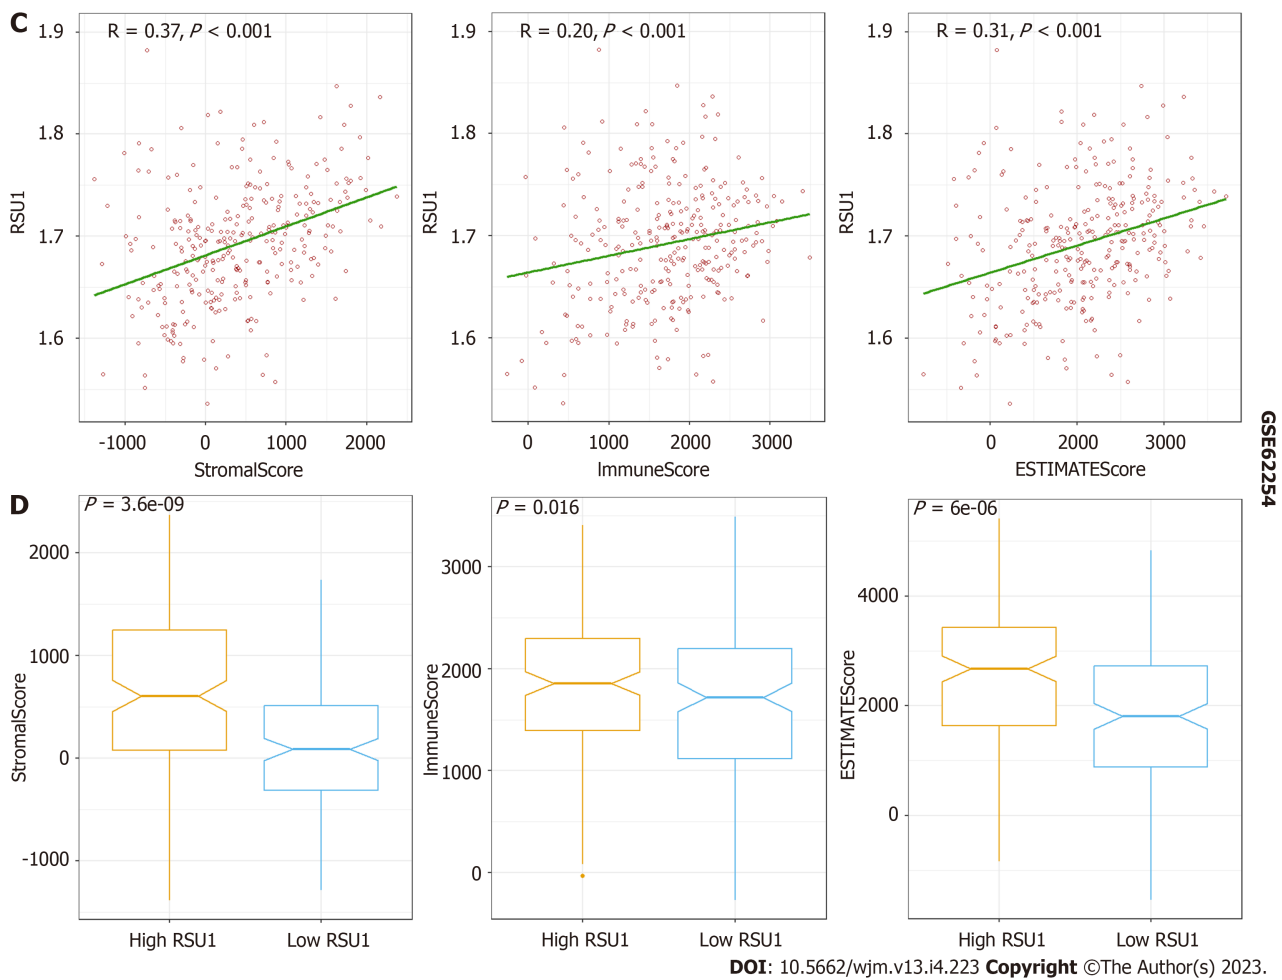 C
R = 0.37, P < 0.001
R = 0.20, P < 0.001
R = 0.31, P < 0.001
1.9
1.8
1.7
1.6
RSU1
-1000 0 1000 2000
StromalScore
1.9
1.8
1.7
1.6
RSU1
0 1000 2000 3000
ImmuneScore
1.9
1.8
1.7
1.6
RSU1
0 2000 3000
ESTIMATEScore
GSE62254
D
P = 3.6e-09
2000
1000
0
-1000
StromalScore
High RSU1 Low RSU1
P = 0.016
3000
2000
1000
0
ImmuneScore
High RSU1 Low RSU1
P = 6e-06
4000
2000
0
ESTIMATEScore
High RSU1 Low RSU1
DOI: 10.5662/wjm.v13.i4.223 Copyright ©The Author(s) 2023.